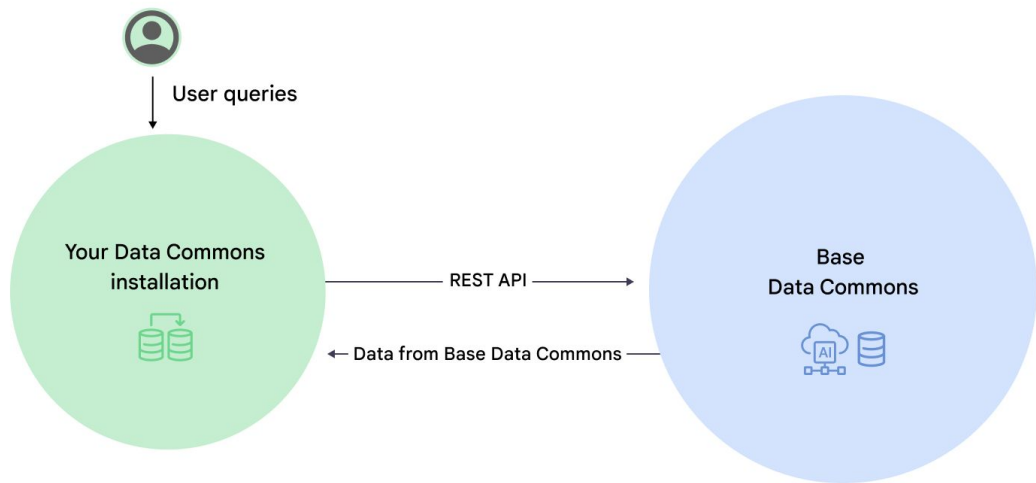 User queries
Your Data Commons
installation
REST API
Base
Data Commons
AI
Data from Base Data Commons